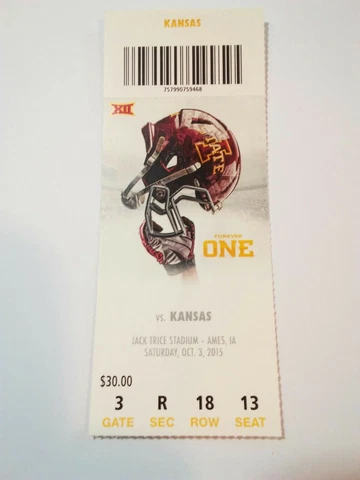 KANSAS
757990759468
XII
STATE
FOREVER
ONE
vs. KANSAS
JACK TRICE STADIUM - AMES, IA
SATURDAY, OCT. 3, 2015
$30.00
3 R 18 13
GATE SEC ROW SEAT